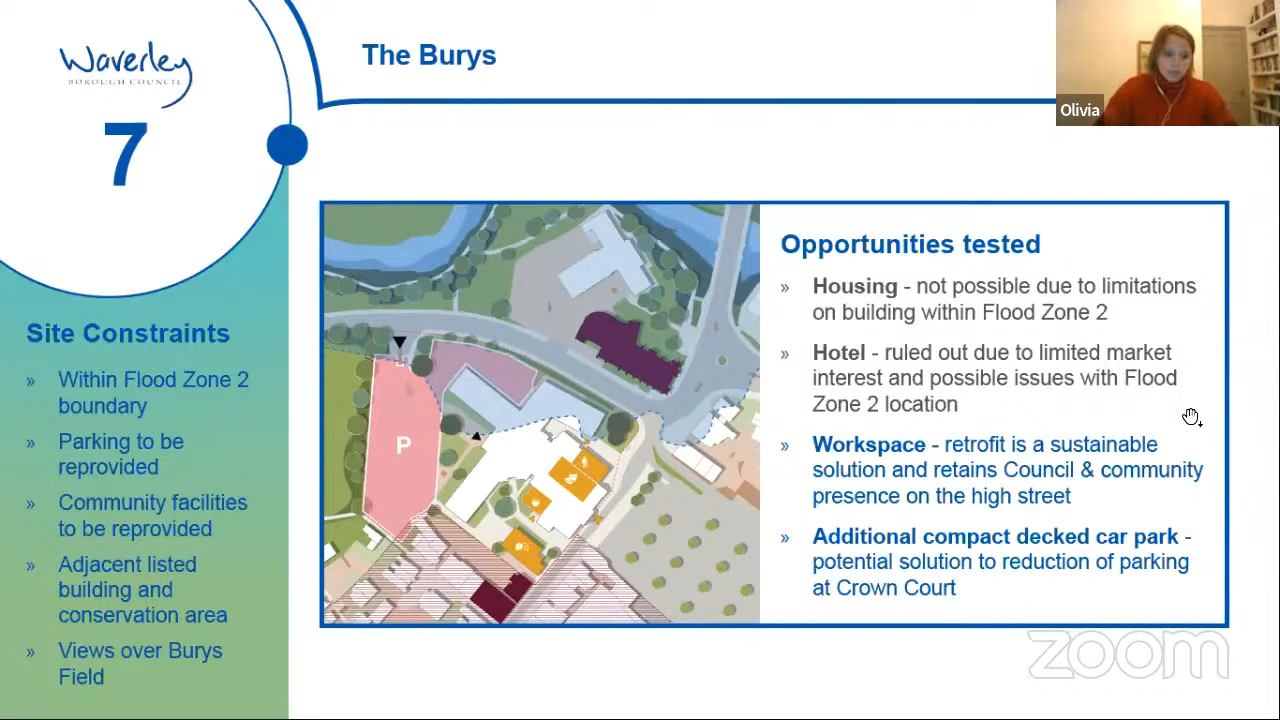 Waverley
BOROUGH COUNCIL
7
The Burys
Olivia
Site Constraints
» Within Flood Zone 2
boundary
» Parking to be
reprovided
» Community facilities
to be reprovided
» Adjacent listed
building and
conservation area
» Views over Burys
Field
P
Opportunities tested
» Housing - not possible due to limitations
on building within Flood Zone 2
» Hotel - ruled out due to limited market
interest and possible issues with Flood
Zone 2 location
» Workspace - retrofit is a sustainable
solution and retains Council & community
presence on the high street
» Additional compact decked car park -
potential solution to reduction of parking
at Crown Court
zoom